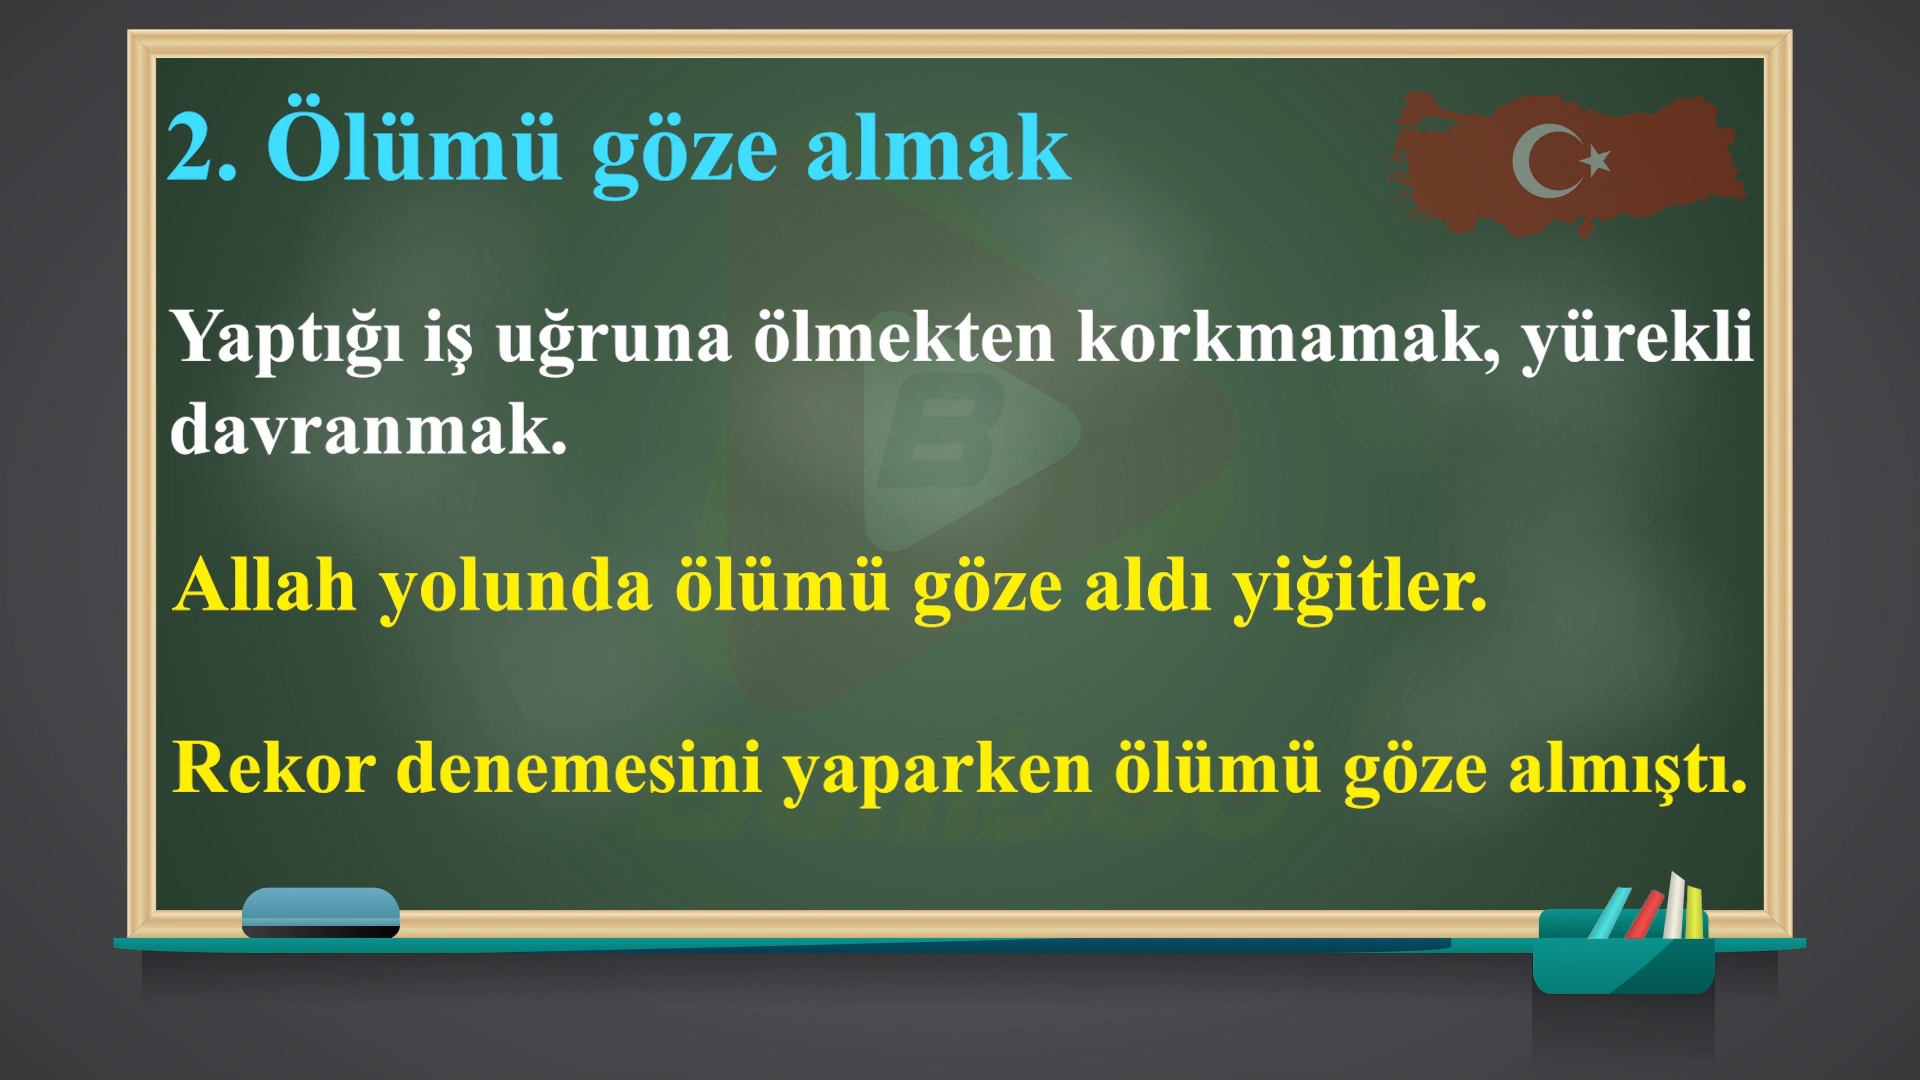 2. Ölümü göze almak
Yaptığı iş uğruna ölmekten korkmamak, yürekli
davranmak.
B
Allah yolunda ölümü göze aldı yiğitler.
Rekor denemesini yaparken ölümü göze almıştı.
Bamboo